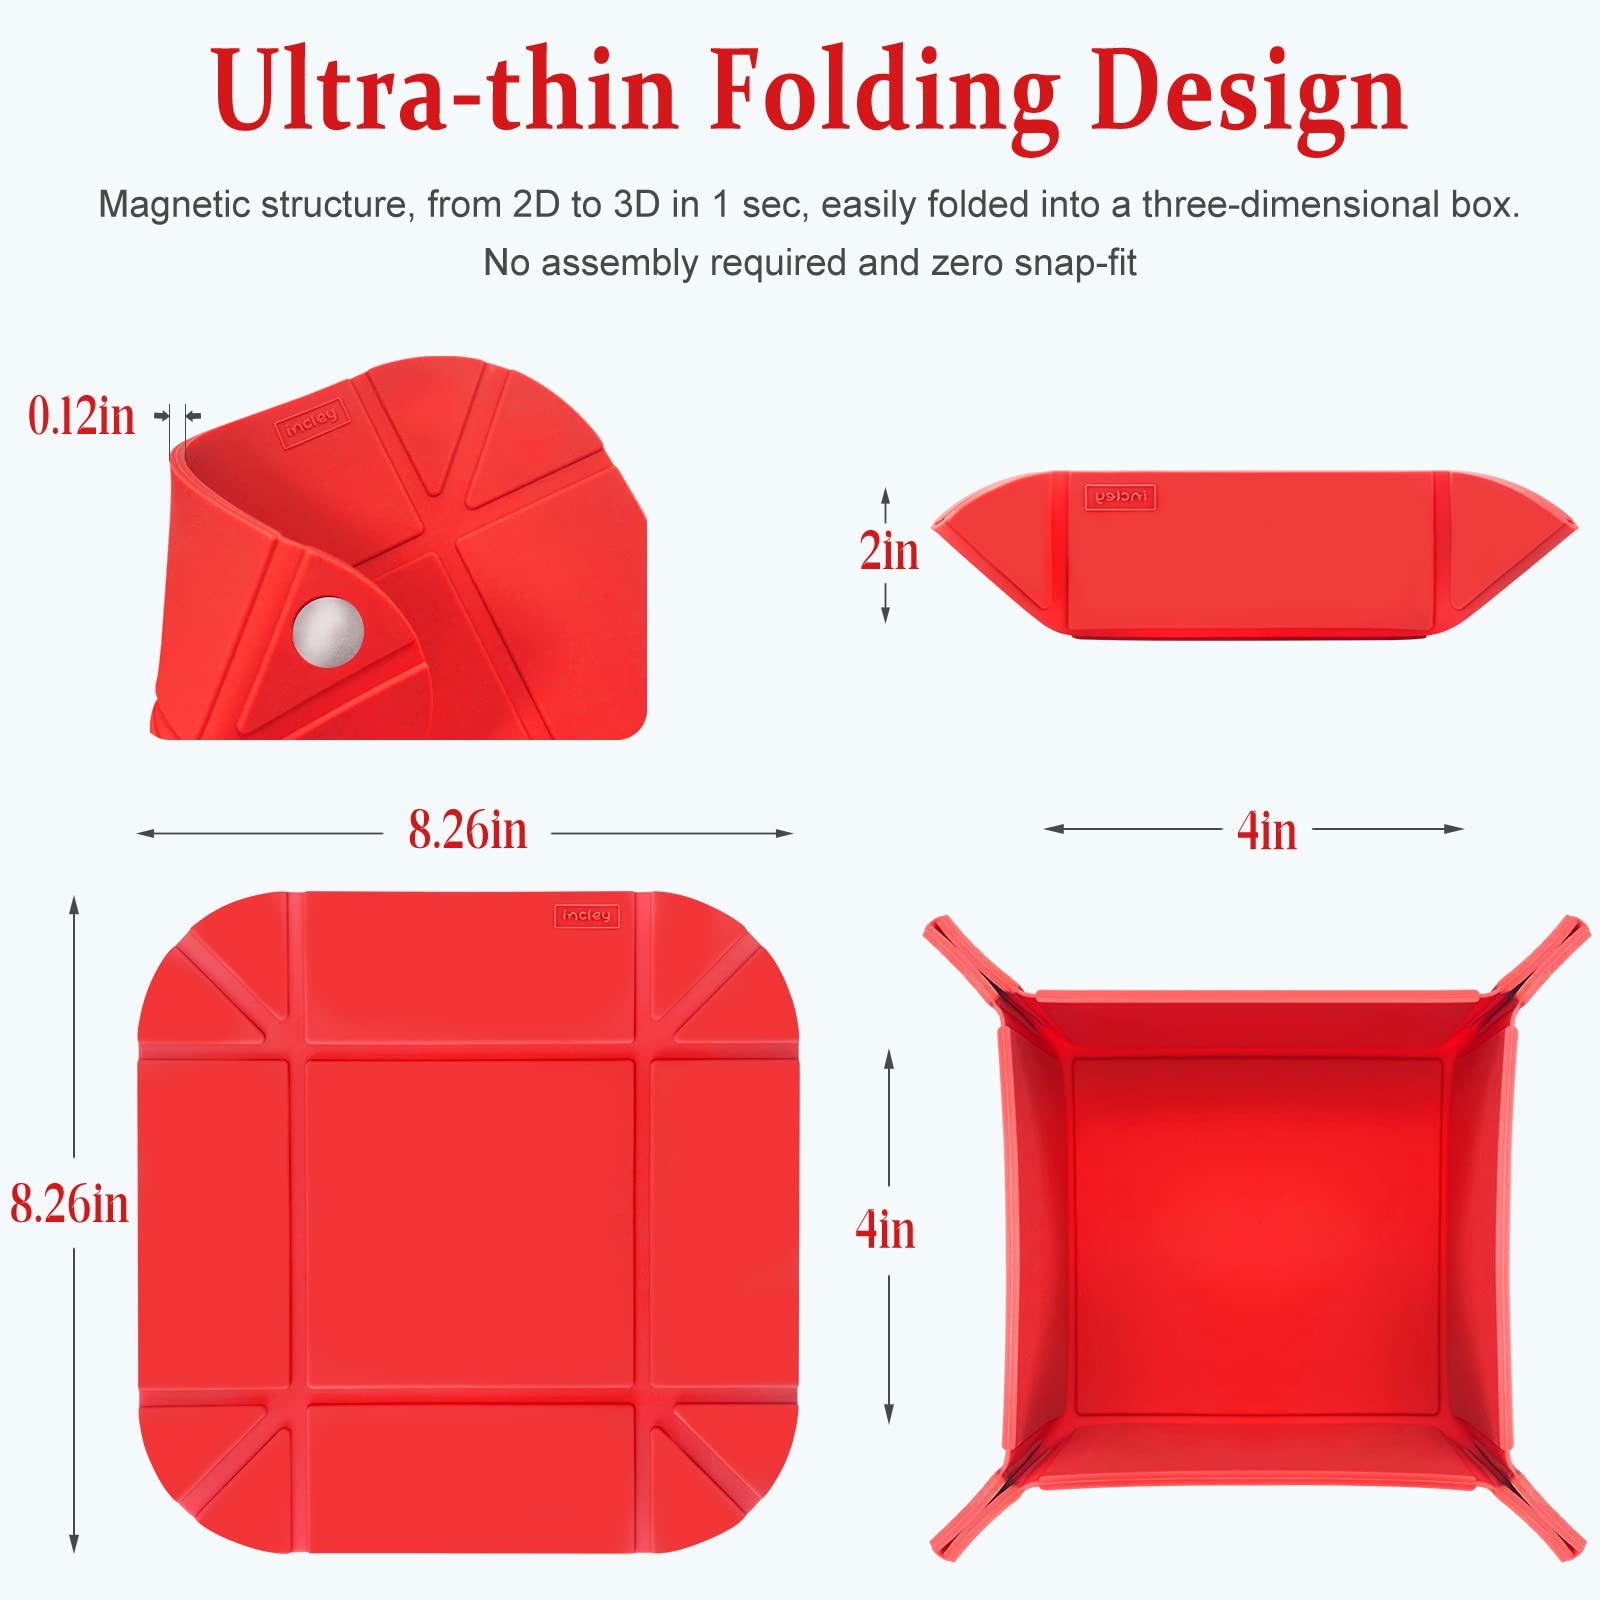 Ultra-thin Folding Design
Magnetic structure, from 2D to 3D in 1 sec, easily folded into a three-dimensional box.
No assembly required and zero snap-fit
0.12in
incley
incley
2in
8.26in
4in
incley
8.26in
4in